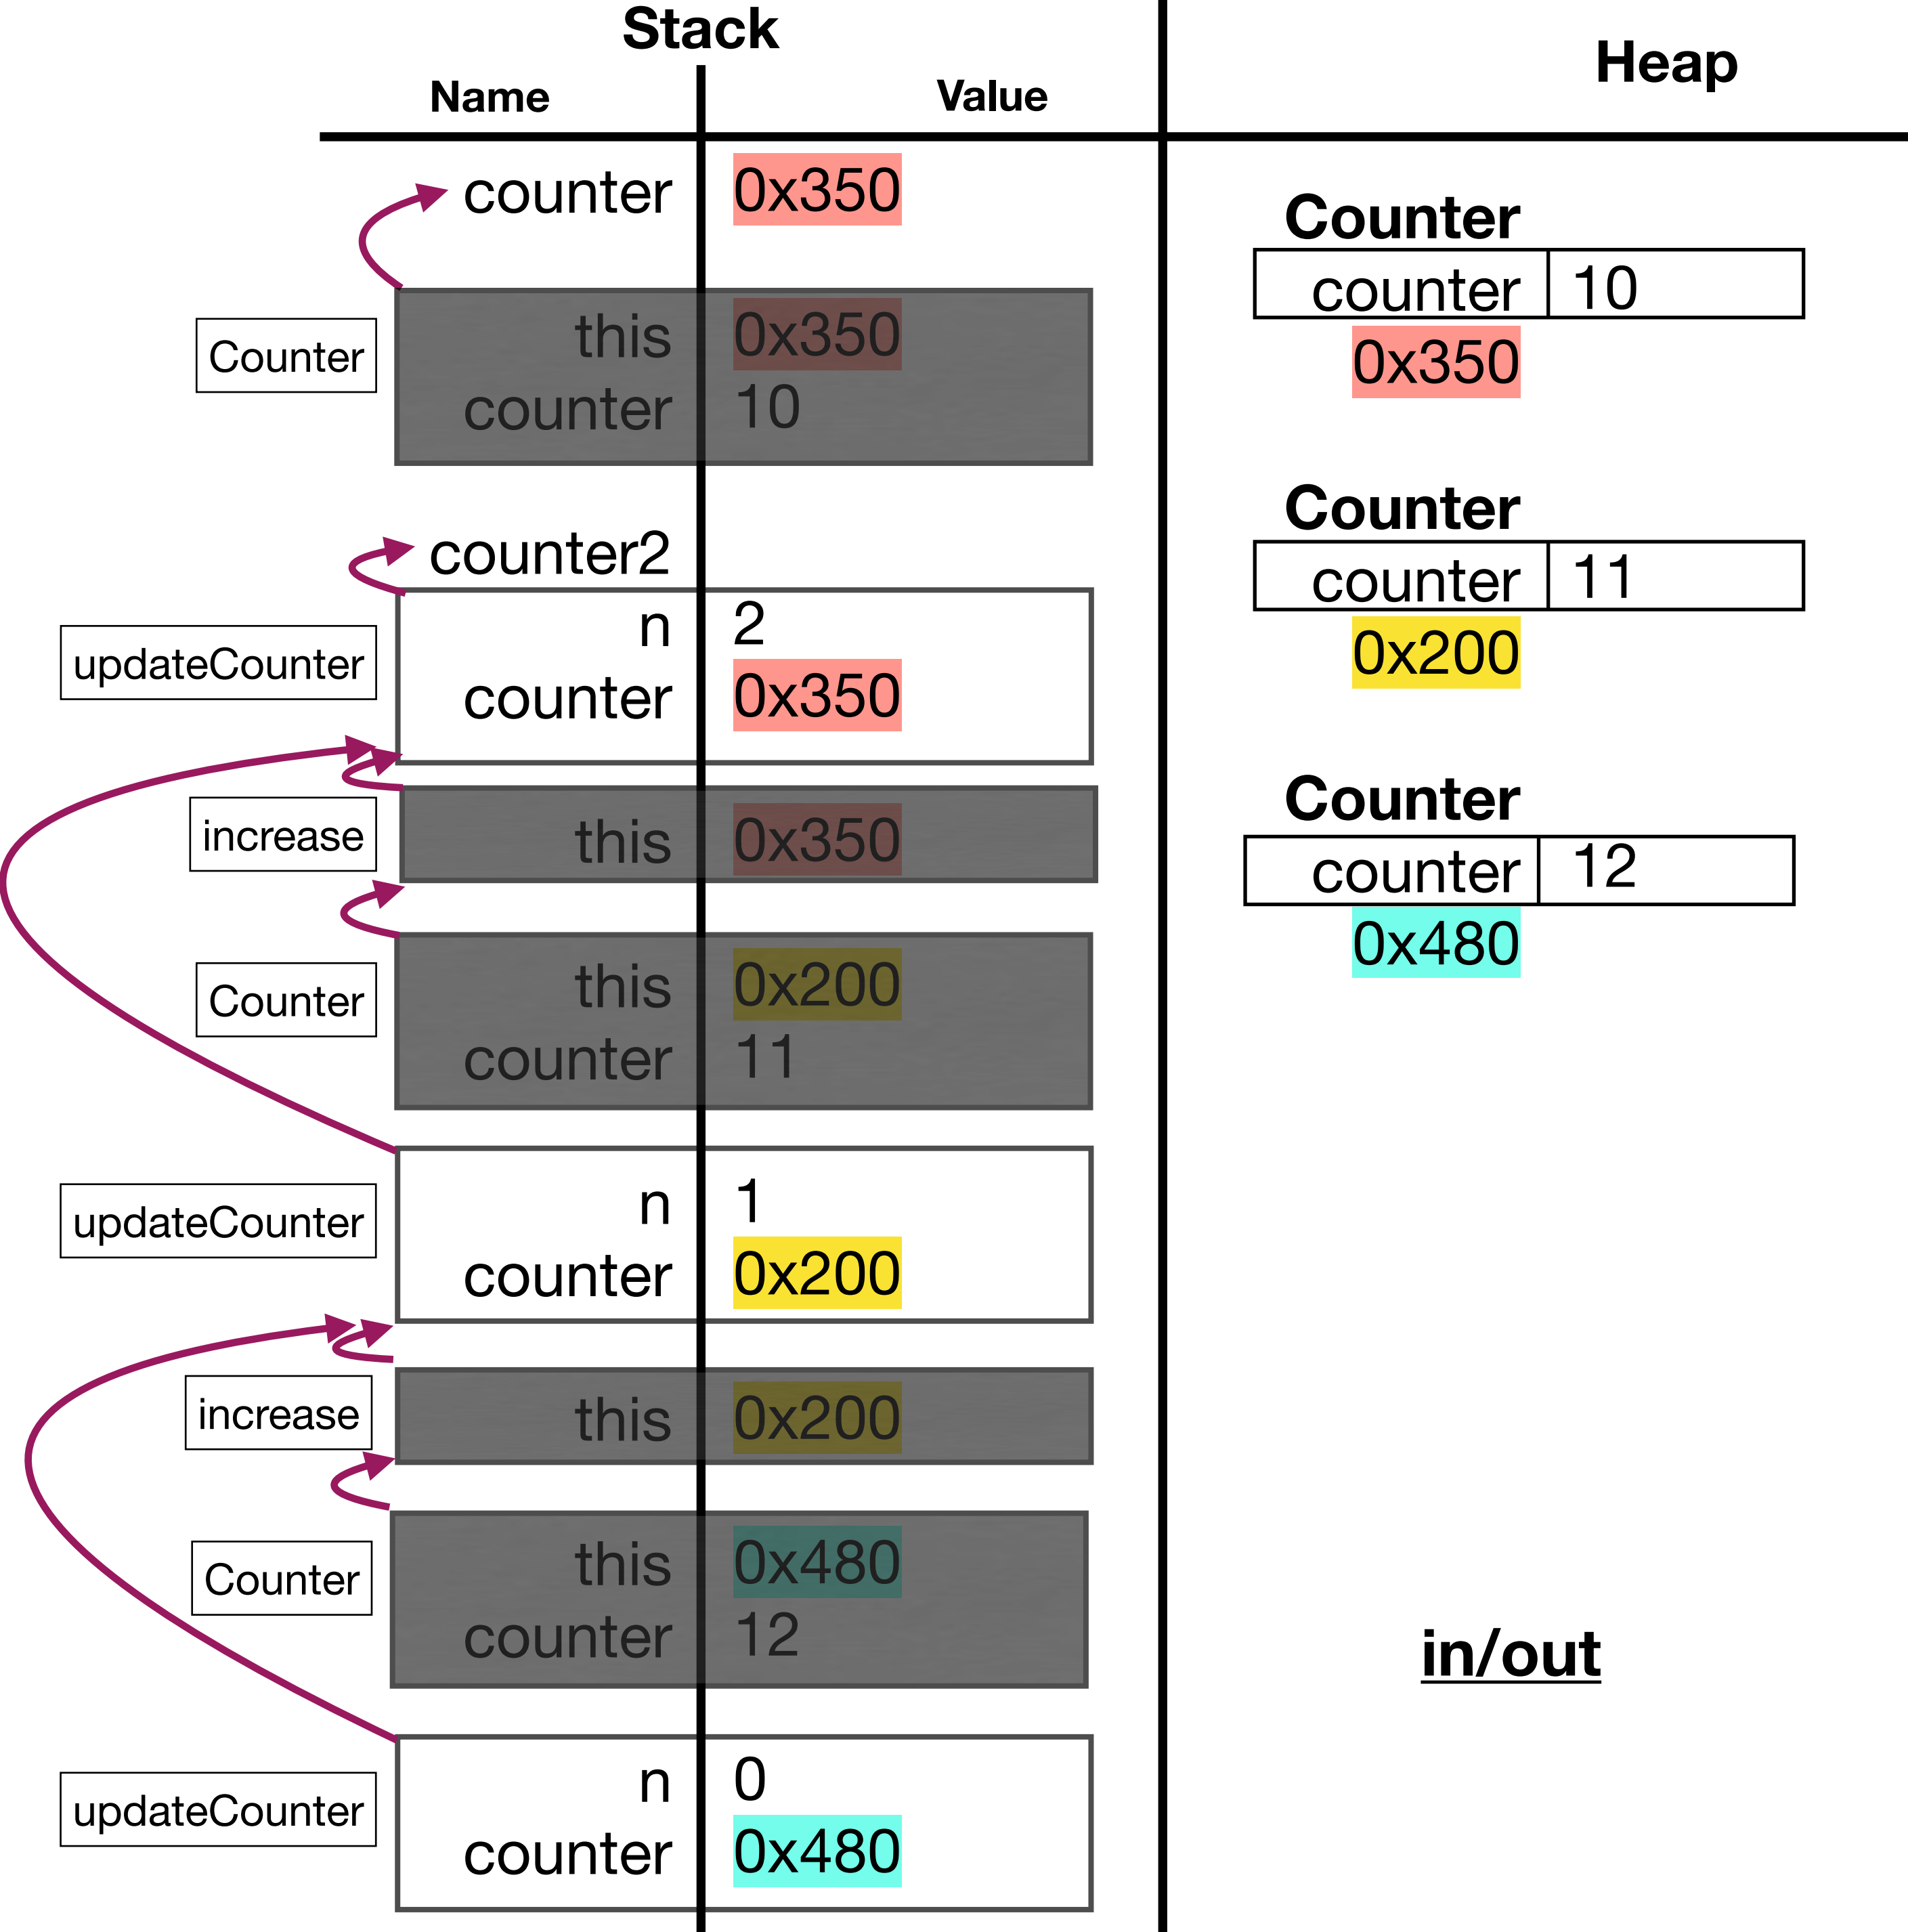 Stack
Heap
Name Value
counter 0x350
Counter
this 0x350
counter 10
counter2
updateCounter
n 2
counter 0x350
increase
this 0x350
Counter
this 0x200
counter 11
updateCounter
n 1
counter 0x200
increase
this 0x200
Counter
this 0x480
counter 12
updateCounter
n 0
counter 0x480
Counter
counter 10
0x350
Counter
counter 11
0x200
Counter
counter 12
0x480
in/out